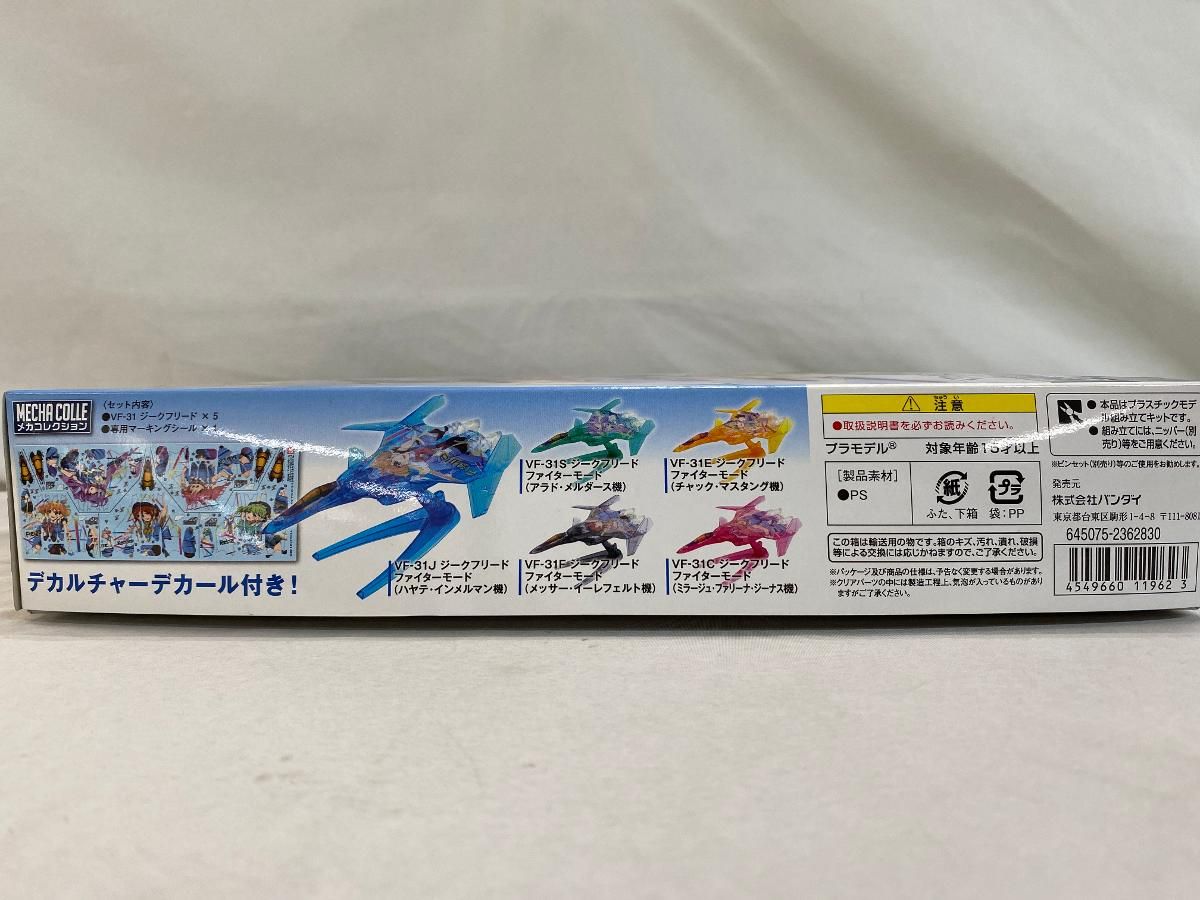 MECHA COLLE
メカコレクション
〈セット内容〉
●VF-31 ジークフリード × 5
●専用マーキングシール × 1
デカルチャーデカール付き！
VF-31J ジークフリード
ファイターモード
（ハヤテ・インメルマン機）
VF-31S ジークフリード
ファイターモード
（アラド・メルダース機）
VF-31E ジークフリード
ファイターモード
（チャック・マスタング機）
VF-31F ジークフリード
ファイターモード
（メッサー・イーレフェルト機）
VF-31C ジークフリード
ファイターモード
（ミラージュ・ファリーナ・ジーナス機）
注意
ちゅうい
●取扱説明書を必ずお読みください。
プラモデル® 対象年齢15才以上
［製品素材］
●PS
紙
プラ
ふた、下箱 袋：PP
この箱は輸送用の物です。箱のキズ、汚れ、潰れ、破損
等による交換には応じかねますので、ご了承ください。
※パッケージ及び商品の仕様は、予告なく変更する場合があります。
※クリアパーツの中には製造工程上、気泡が入っているものがあり
ますがご了承ください。
●本品はプラスチックモデ
ル組み立てキットです。
●組み立てには、ニッパー（別
売り）等をご用意ください。
※ピンセット（別売り）等のご使用をお勧めします。
発売元
株式会社バンダイ
東京都台東区駒形1-4-8 〒111-8081
645075-2362830
4549660 119623